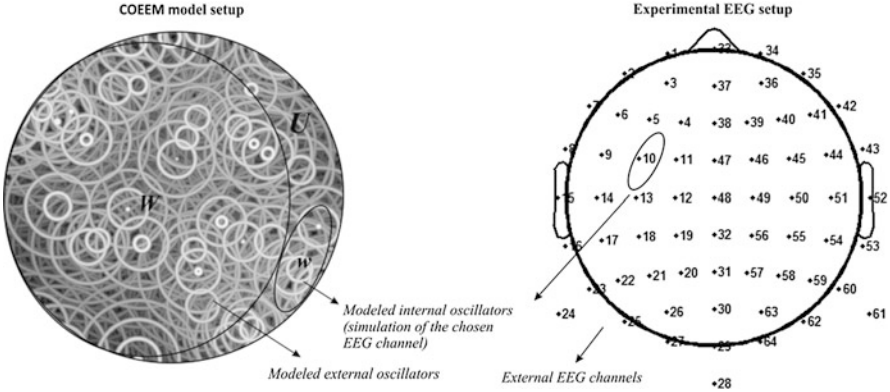 COEEM model setup
Experimental EEG setup
U
W
w
Modeled internal oscillators
(simulation of the chosen
EEG channel)
Modeled external oscillators
External EEG channels
1 33 34
2 35
3 37 36
7 6 5 4 38 39 40 41 42
8 9 10 11 47 46 45 44 43
15 14 13 12 48 49 50 51 52
16 17 18 19 32 56 55 54 53
23 22 21 20 31 57 58 59 60
24 25 26 30 63 62 61
27 29 64
28